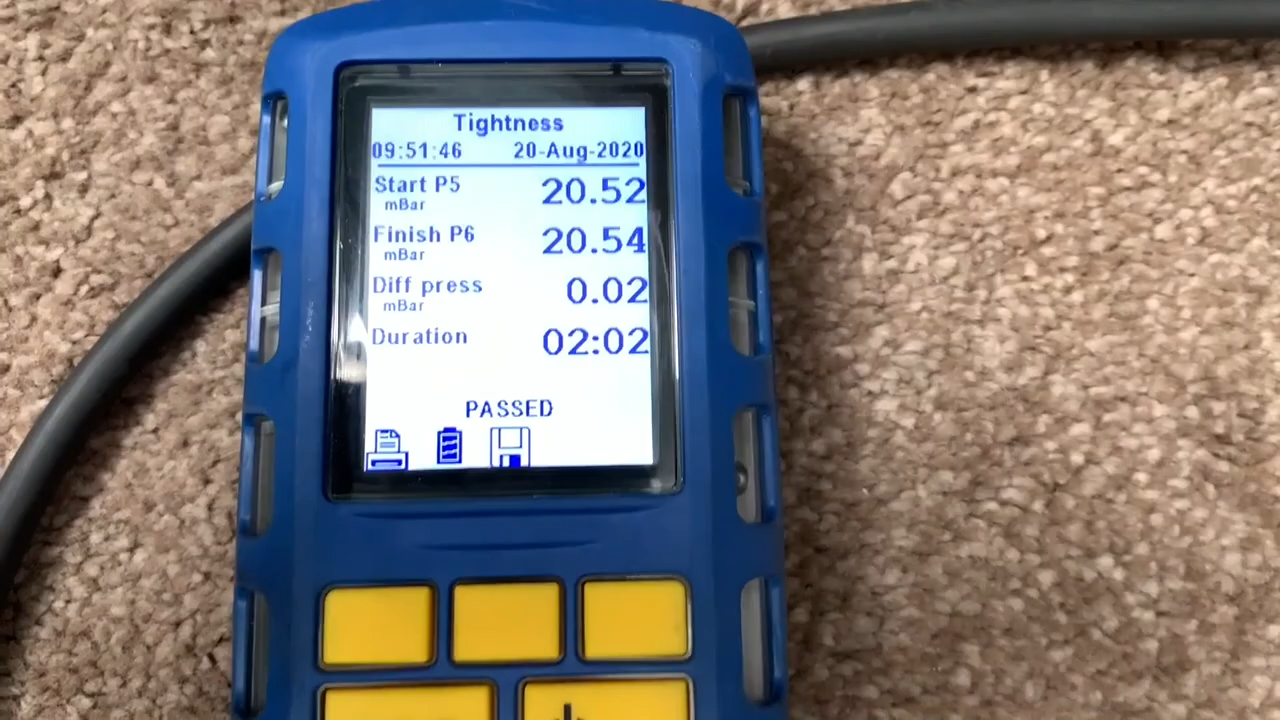 Tightness
09:51:46 20-Aug-2020
Start P5 20.52
mBar
Finish P6 20.54
mBar
Diff press 0.02
mBar
Duration 02:02
PASSED